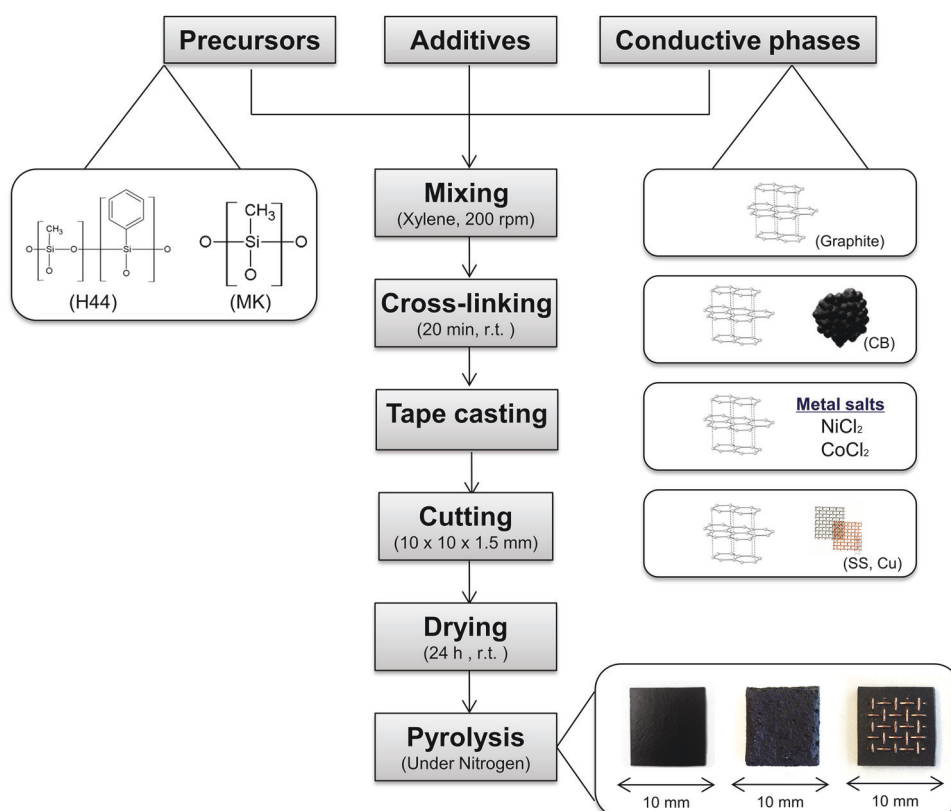 Precursors
Additives
Conductive phases
CH3
O
Si
O
Si
O
O
O
(H44)
CH3
O
Si
O
O
(MK)
Mixing
(Xylene, 200 rpm)
(Graphite)
Cross-linking
(20 min, r.t. )
(CB)
Tape casting
Metal salts
NiCl2
CoCl2
Cutting
(10 x 10 x 1.5 mm)
(SS, Cu)
Drying
(24 h , r.t. )
Pyrolysis
(Under Nitrogen)
10 mm
10 mm
10 mm